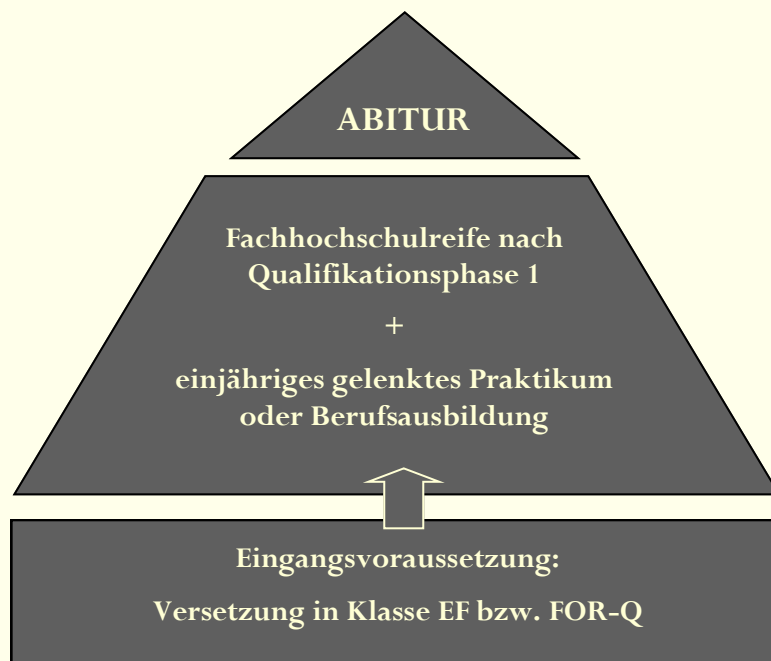 ABITUR
Fachhochschulreife nach
Qualifikationsphase 1
+
einjähriges gelenktes Praktikum
oder Berufsausbildung
Eingangsvoraussetzung:
Versetzung in Klasse EF bzw. FOR-Q